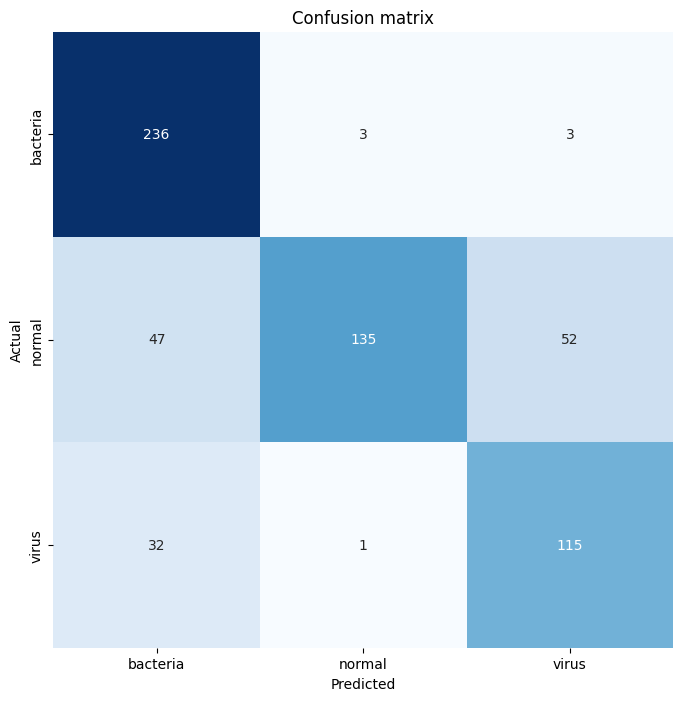 Confusion matrix
Actual
bacteria
236
3
3
normal
47
135
52
virus
32
1
115
bacteria normal virus
Predicted